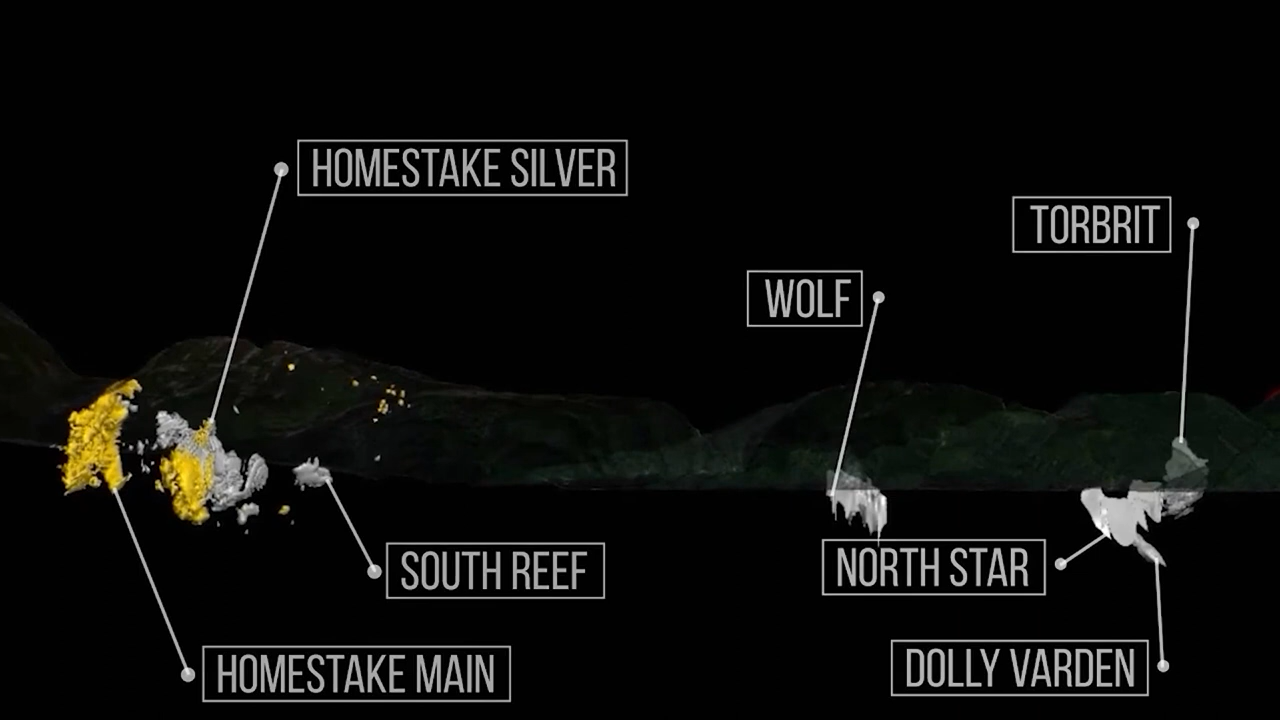 HOMESTAKE SILVER
TORBRIT
WOLF
SOUTH REEF
NORTH STAR
HOMESTAKE MAIN
DOLLY VARDEN